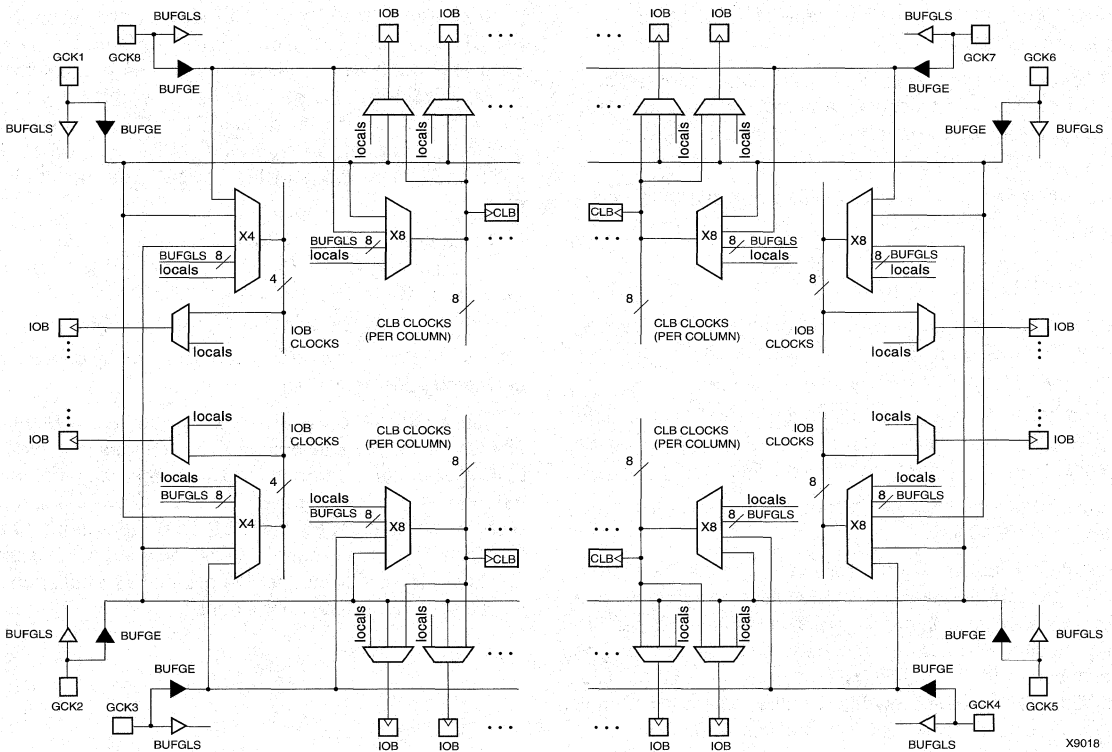 BUFGLS IOB IOB IOB IOB BUFGLS
GCK1 GCK8 GCK7 GCK6
BUFGE BUFGE
BUFGLS BUFGE BUFGE BUFGLS
locals locals locals locals
CLB CLB
X4 BUFGLS 8 X8 X8 8 BUFGLS X8
BUFGLS 8 locals locals 8 BUFGLS
locals locals
4 8 8 8
IOB IOB CLOCKS CLB CLOCKS (PER COLUMN) CLB CLOCKS (PER COLUMN) IOB CLOCKS IOB
locals locals
locals locals
IOB IOB CLOCKS CLB CLOCKS (PER COLUMN) CLB CLOCKS (PER COLUMN) IOB CLOCKS IOB
8 8
locals 4 8 locals
BUFGLS 8 locals locals 8 BUFGLS
X4 BUFGLS 8 X8 X8 8 BUFGLS X8
CLB CLB
locals locals locals locals
BUFGLS BUFGE BUFGE BUFGLS
BUFGE BUFGE
GCK2 GCK3 GCK4 GCK5
BUFGLS IOB IOB IOB IOB BUFGLS
X9018